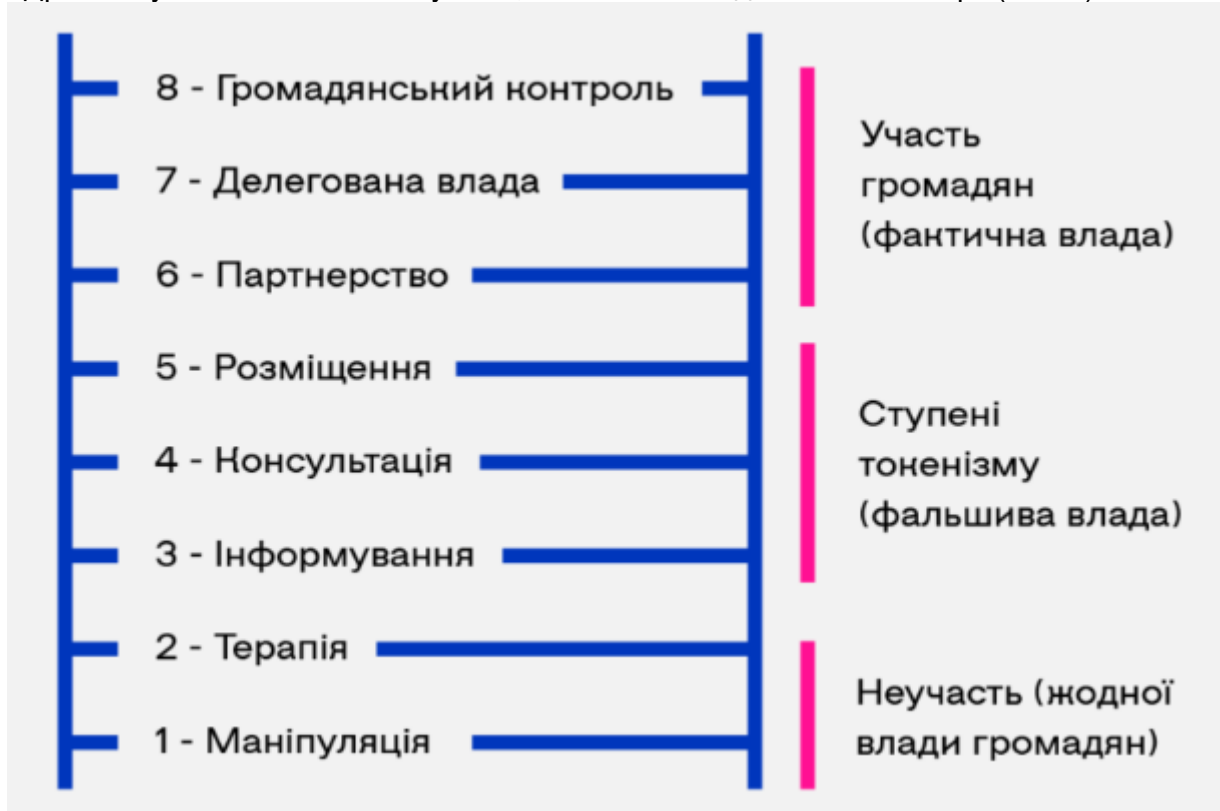 8 - Громадянський контроль
7 - Делегована влада
6 - Партнерство
5 - Розміщення
4 - Консультація
3 - Інформування
2 - Терапія
1 - Маніпуляція
Участь
громадян
(фактична влада)
Ступені
токенізму
(фальшива влада)
Неучасть (жодної
влади громадян)